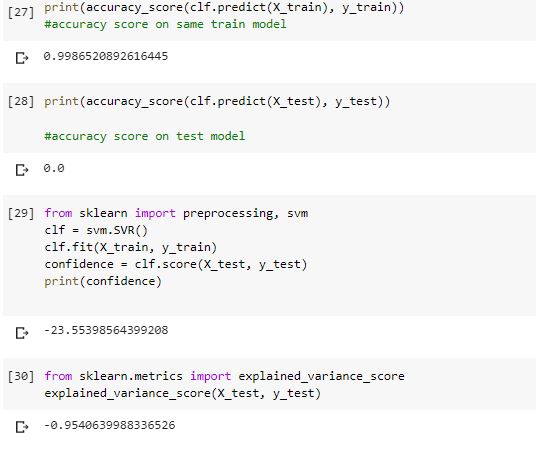 [27] print(accuracy_score(clf.predict(X_train), y_train))
#accuracy score on same train model
0.9986520892616445
[28] print(accuracy_score(clf.predict(X_test), y_test))
#accuracy score on test model
0.0
[29] from sklearn import preprocessing, svm
clf = svm.SVR()
clf.fit(X_train, y_train)
confidence = clf.score(X_test, y_test)
print(confidence)
-23.55398564399208
[30] from sklearn.metrics import explained_variance_score
explained_variance_score(X_test, y_test)
-0.9540639988336526